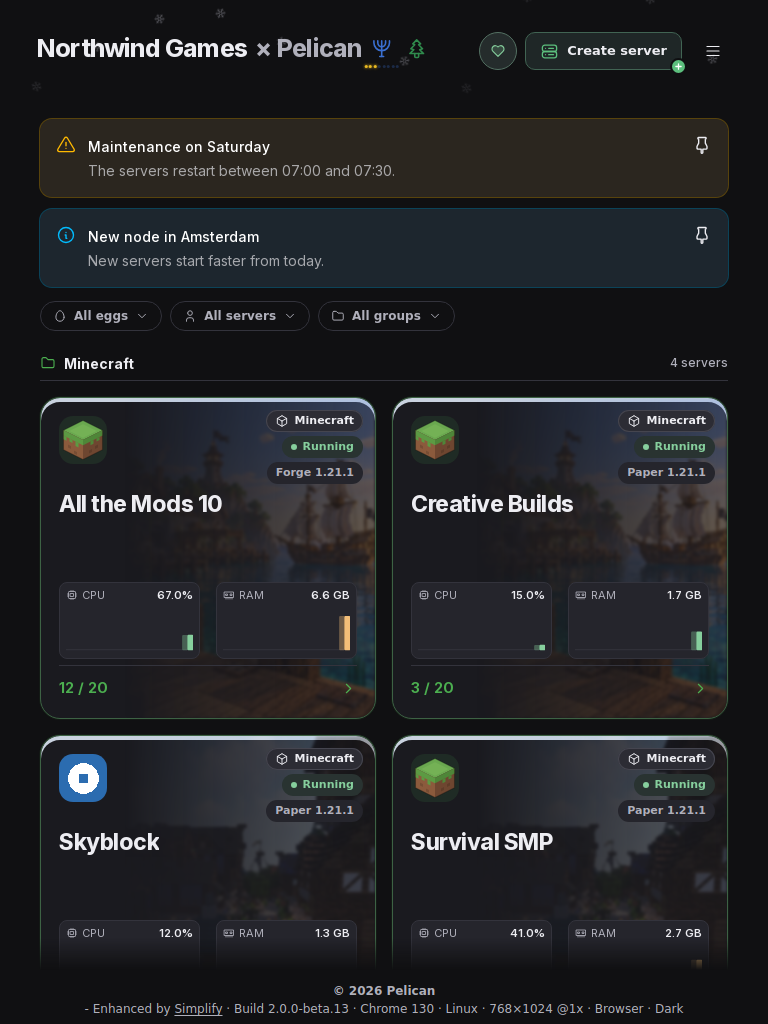 Northwind Games × Pelican
Create server
Maintenance on Saturday
The servers restart between 07:00 and 07:30.
New node in Amsterdam
New servers start faster from today.
All eggs
All servers
All groups
Minecraft
4 servers
Minecraft
Running
Forge 1.21.1
All the Mods 10
CPU 67.0%
RAM 6.6 GB
12 / 20
Minecraft
Running
Paper 1.21.1
Creative Builds
CPU 15.0%
RAM 1.7 GB
3 / 20
Minecraft
Running
Paper 1.21.1
Skyblock
CPU 12.0%
RAM 1.3 GB
Minecraft
Running
Paper 1.21.1
Survival SMP
CPU 41.0%
RAM 2.7 GB
© 2026 Pelican
- Enhanced by Simplify · Build 2.0.0-beta.13 · Chrome 130 · Linux · 768×1024 @1x · Browser · Dark